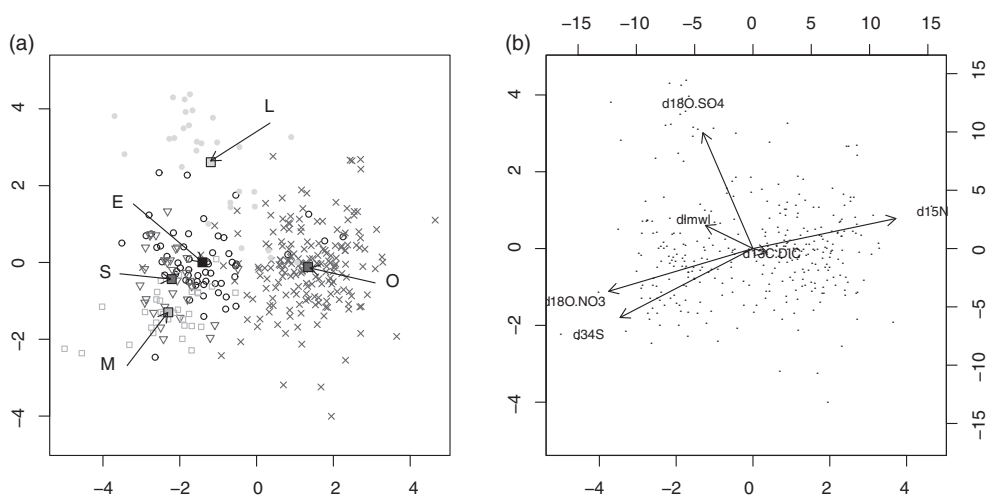 (a)
L
E
S
O
M
4
2
0
−2
−4
−4 −2 0 2 4
(b)
−15 −10 −5 0 5 10 15
d18O.SO4
d15N
dlmwl
d13C.DIC
d18O.NO3
d34S
4
2
0
−2
−4
15
10
5
0
−5
−10
−15
−4 −2 0 2 4